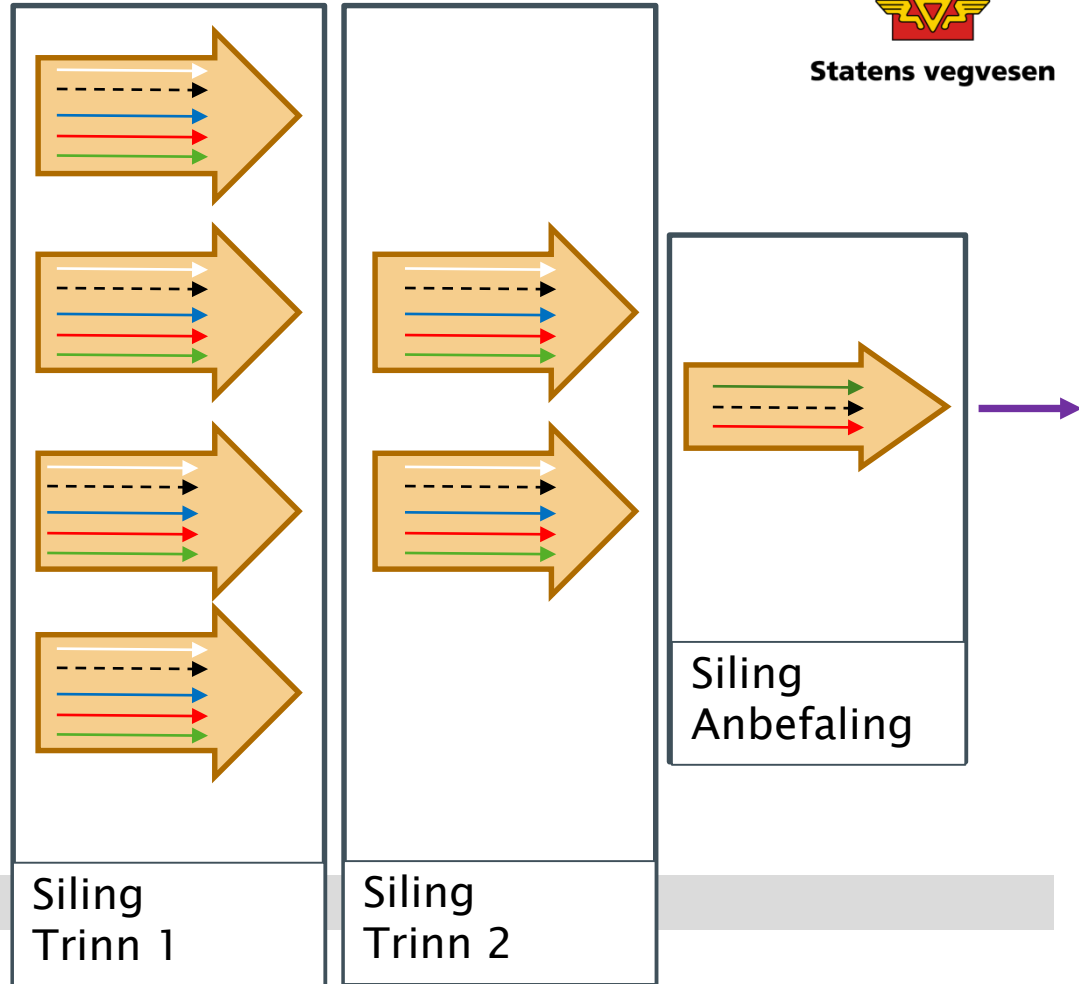 Statens vegvesen
Siling
Anbefaling
Siling
Trinn 1
Siling
Trinn 2